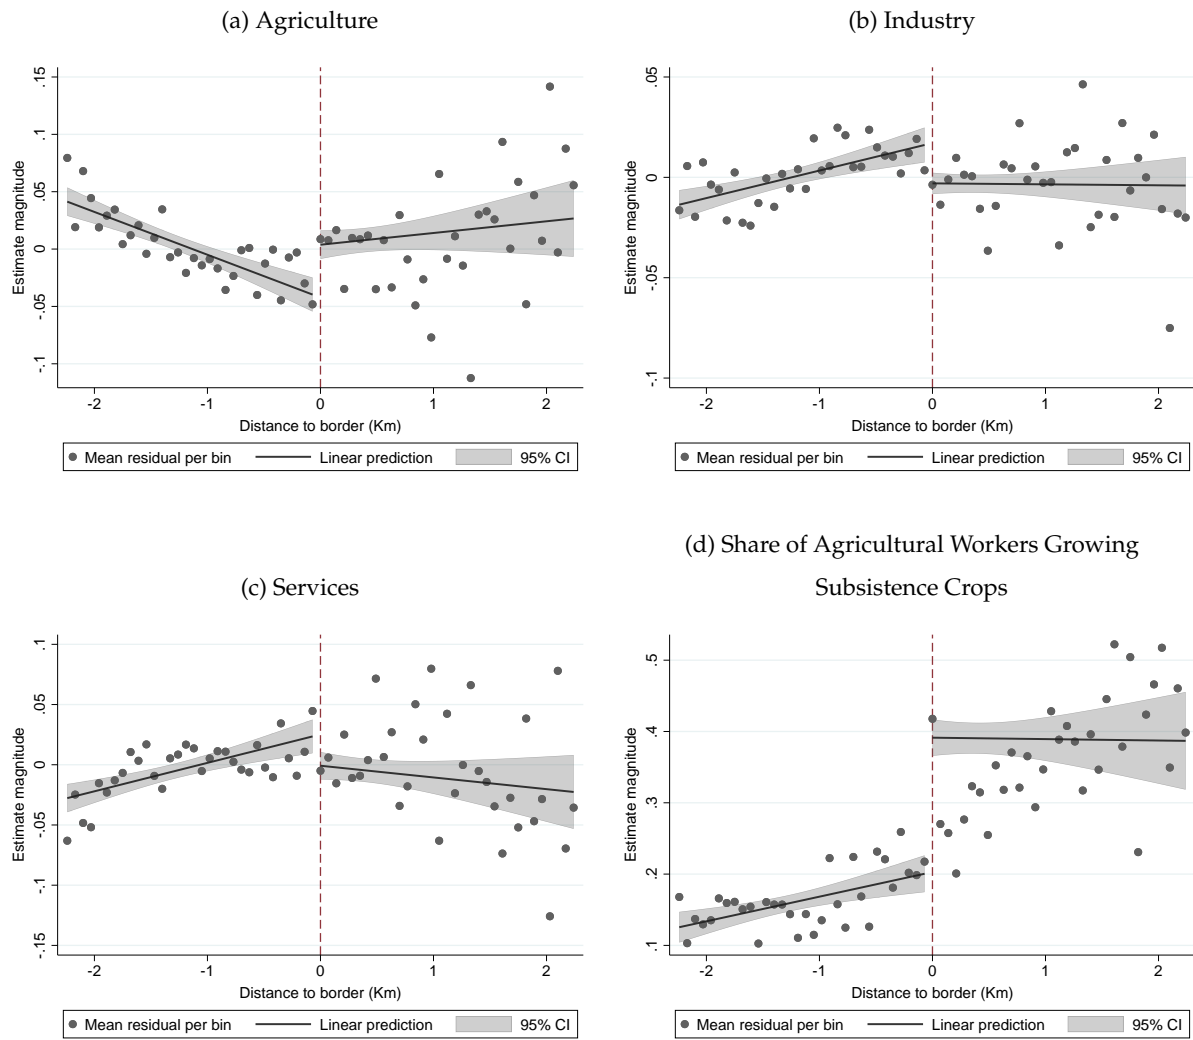 (a) Agriculture
.15
.1
.05
0
-.05
-.1
Estimate magnitude
-2 -1 0 1 2
Distance to border (Km)
Mean residual per bin Linear prediction 95% CI
(b) Industry
.05
0
-.05
-.1
Estimate magnitude
-2 -1 0 1 2
Distance to border (Km)
Mean residual per bin Linear prediction 95% CI
(c) Services
.1
.05
0
-.05
-.1
-.15
Estimate magnitude
-2 -1 0 1 2
Distance to border (Km)
Mean residual per bin Linear prediction 95% CI
(d) Share of Agricultural Workers Growing
Subsistence Crops
.5
.4
.3
.2
.1
Estimate magnitude
-2 -1 0 1 2
Distance to border (Km)
Mean residual per bin Linear prediction 95% CI